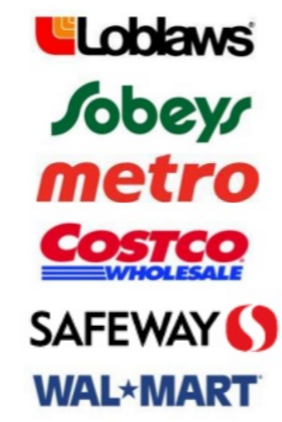 Loblaws
Sobeys
metro
COSTCO
WHOLESALE
SAFEWAY
WAL★MART